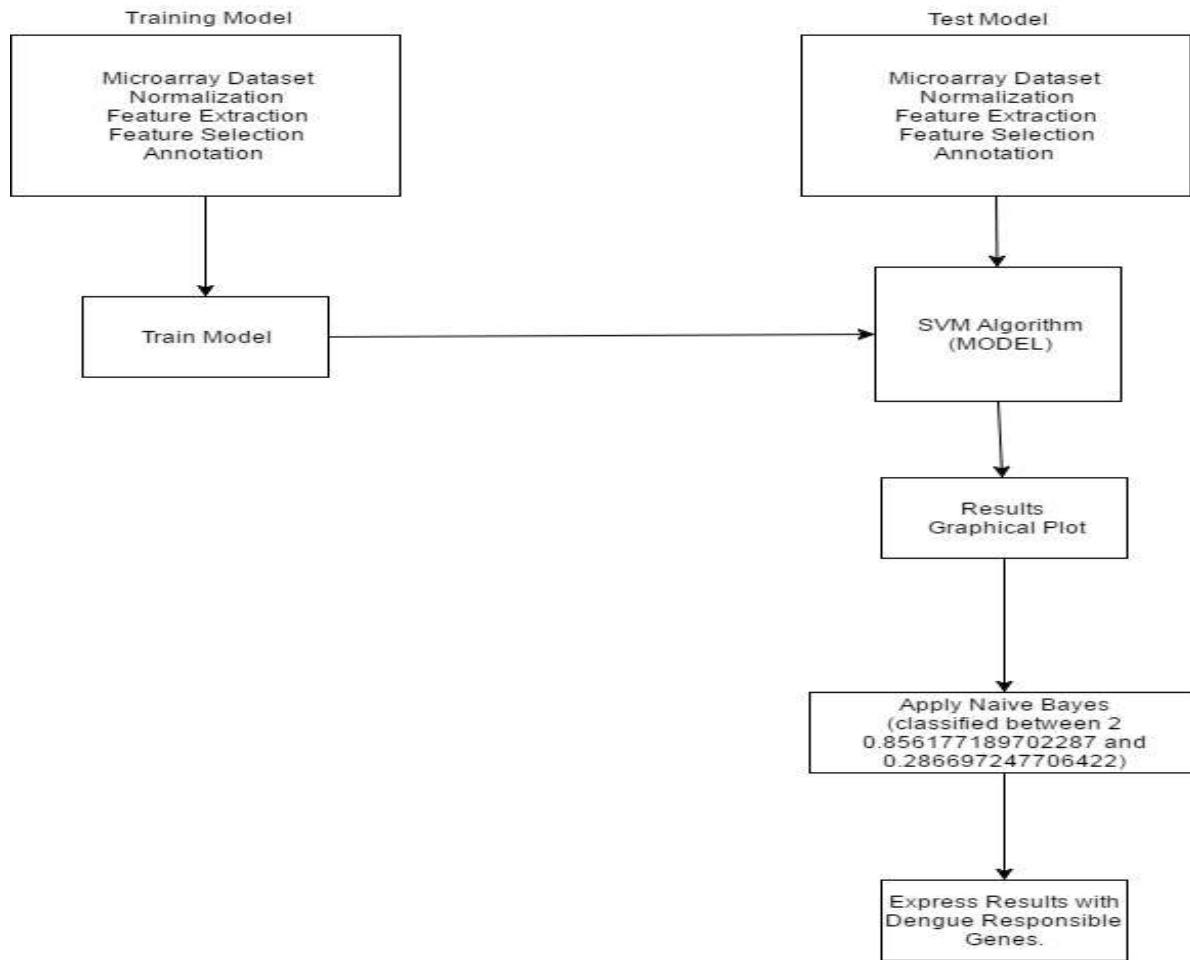 Training Model
Microarray Dataset
Normalization
Feature Extraction
Feature Selection
Annotation
Train Model
Test Model
Microarray Dataset
Normalization
Feature Extraction
Feature Selection
Annotation
SVM Algorithm
(MODEL)
Results
Graphical Plot
Apply Naive Bayes
(classified between 2
0.856177189702287 and
0.2866972477064220)
Express Results with
Dengue Responsible
Genes.